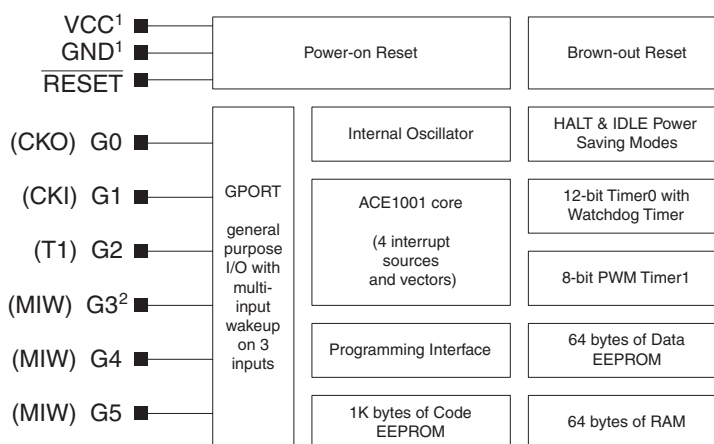 VCC¹
GND¹
RESET
Power-on Reset
Brown-out Reset
(CKO) G0
(CKI) G1
(T1) G2
(MIW) G3²
(MIW) G4
(MIW) G5
GPORT
general
purpose
I/O with
multi-
input
wakeup
on 3
inputs
Internal Oscillator
HALT & IDLE Power
Saving Modes
ACE1001 core
(4 interrupt
sources
and vectors)
12-bit Timer0 with
Watchdog Timer
8-bit PWM Timer1
Programming Interface
64 bytes of Data
EEPROM
1K bytes of Code
EEPROM
64 bytes of RAM